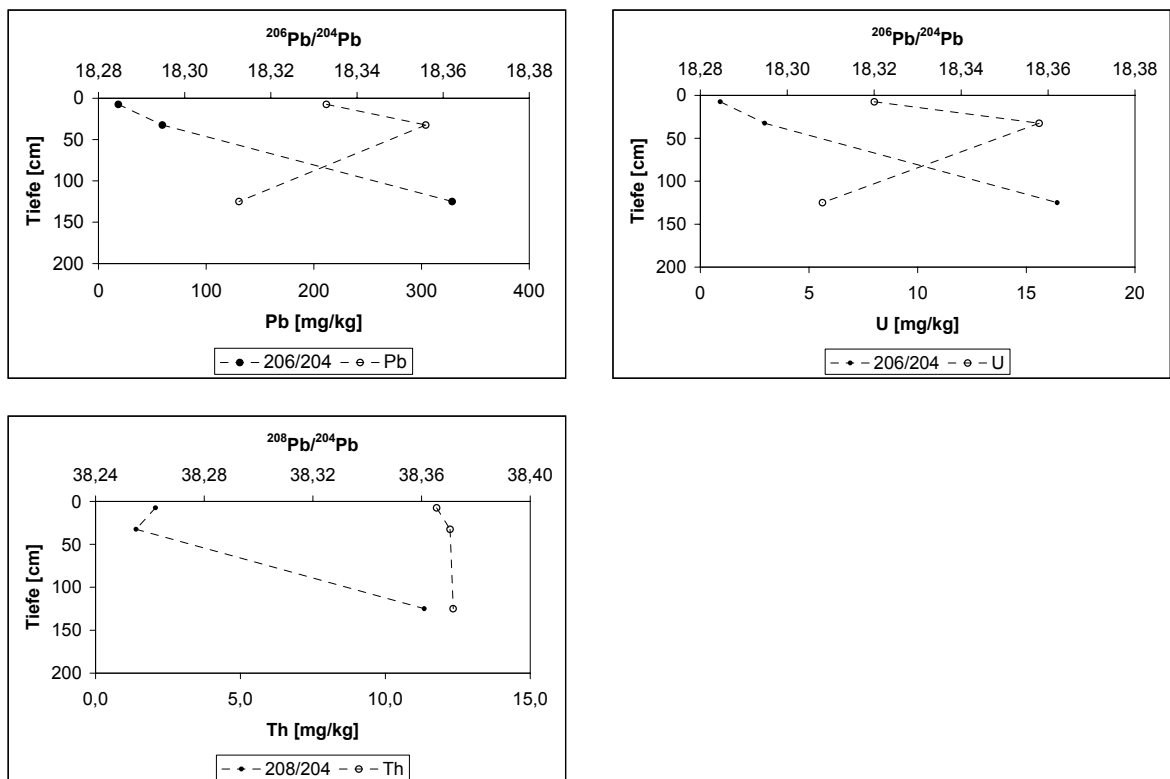 ²⁰⁶Pb/²⁰⁴Pb
18,28 18,30 18,32 18,34 18,36 18,38
0
50
100
150
200
Tiefe [cm]
0 100 200 300 400
Pb [mg/kg]
206/204 Pb
²⁰⁶Pb/²⁰⁴Pb
18,28 18,30 18,32 18,34 18,36 18,38
0
50
100
150
200
Tiefe [cm]
0 5 10 15 20
U [mg/kg]
206/204 U
²⁰⁸Pb/²⁰⁴Pb
38,24 38,28 38,32 38,36 38,40
0
50
100
150
200
Tiefe [cm]
0,0 5,0 10,0 15,0
Th [mg/kg]
208/204 Th